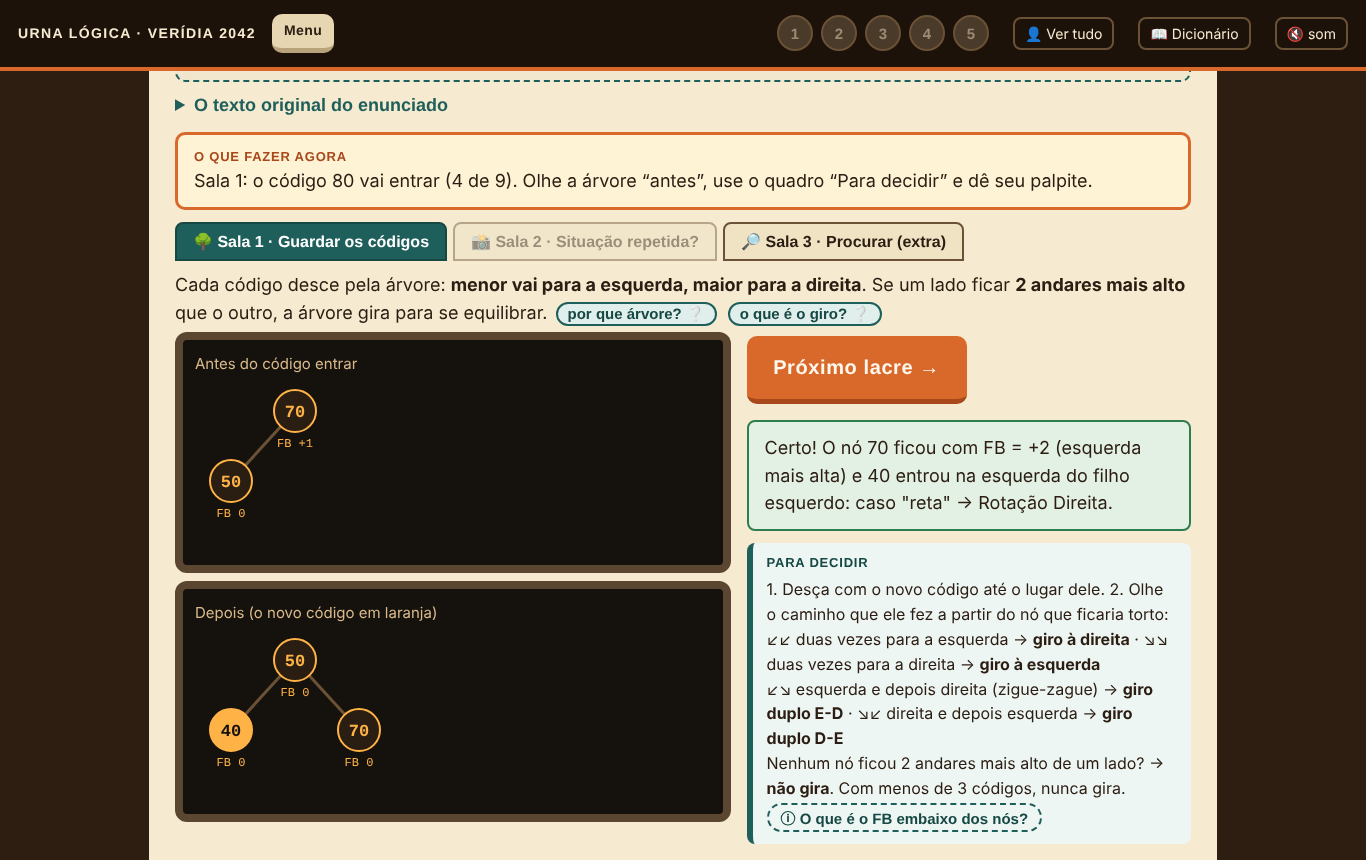 URNA LÓGICA · VERÍDIA 2042
Menu
1 2 3 4 5
👤 Ver tudo
📖 Dicionário
🔇 som
▶ O texto original do enunciado
O QUE FAZER AGORA
Sala 1: o código 80 vai entrar (4 de 9). Olhe a árvore “antes”, use o quadro “Para decidir” e dê seu palpite.
🌳 Sala 1 · Guardar os códigos
📸 Sala 2 · Situação repetida?
🔎 Sala 3 · Procurar (extra)
Cada código desce pela árvore: menor vai para a esquerda, maior para a direita. Se um lado ficar 2 andares mais alto
que o outro, a árvore gira para se equilibrar. por que árvore? ❔ o que é o giro? ❔
Antes do código entrar
70
FB +1
50
FB 0
Depois (o novo código em laranja)
50
FB 0
40 70
FB 0 FB 0
Próximo lacre →
Certo! O nó 70 ficou com FB = +2 (esquerda
mais alta) e 40 entrou na esquerda do filho
esquerdo: caso "reta" → Rotação Direita.
PARA DECIDIR
1. Desça com o novo código até o lugar dele. 2. Olhe
o caminho que ele fez a partir do nó que ficaria torto:
↙↙ duas vezes para a esquerda → giro à direita · ↘↘
duas vezes para a direita → giro à esquerda
↙↘ esquerda e depois direita (zigue-zague) → giro
duplo E-D · ↘↙ direita e depois esquerda → giro
duplo D-E
Nenhum nó ficou 2 andares mais alto de um lado? →
não gira. Com menos de 3 códigos, nunca gira.
ⓘ O que é o FB embaixo dos nós?